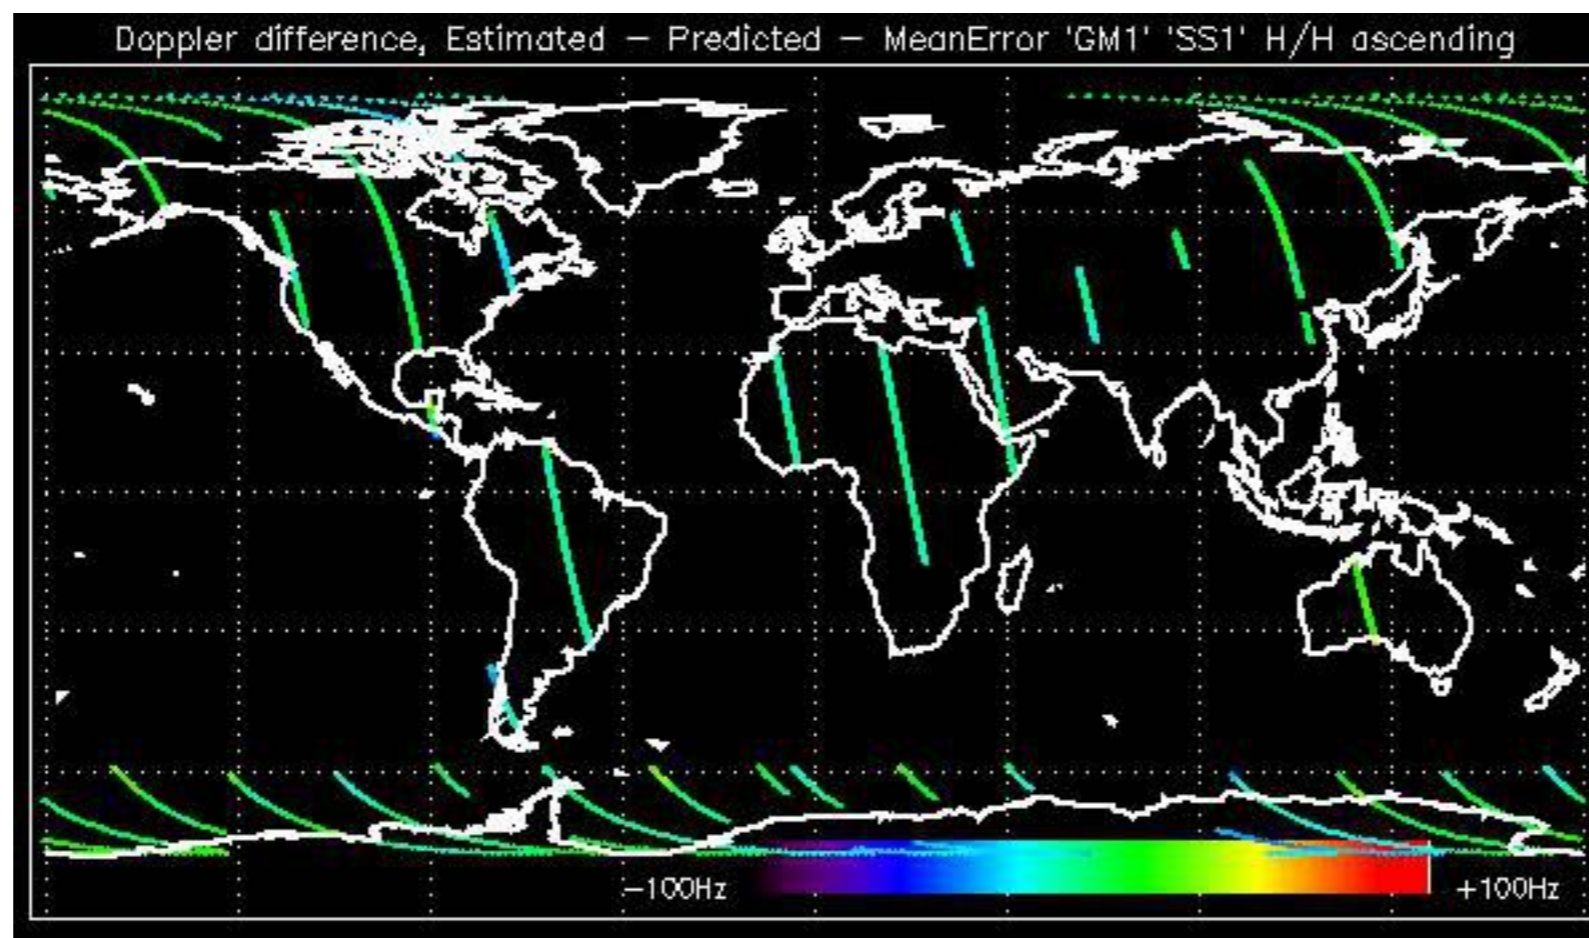 Doppler difference, Estimated – Predicted – MeanError 'GM1' 'SS1' H/H ascending
–100Hz +100Hz